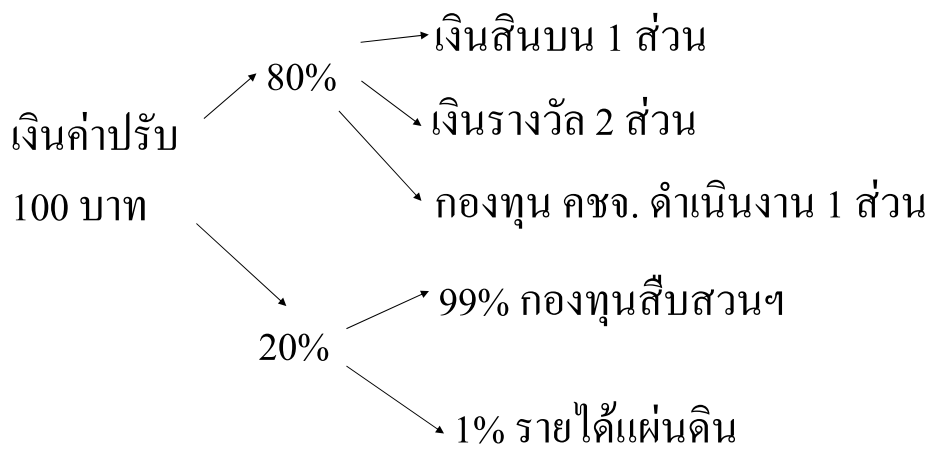 เงินค่าปรับ
100 บาท
80%
เงินสินบน 1 ส่วน
เงินรางวัล 2 ส่วน
กองทุน คชจ. ดำเนินงาน 1 ส่วน
20%
99% กองทุนสืบสวนฯ
1% รายได้แผ่นดิน